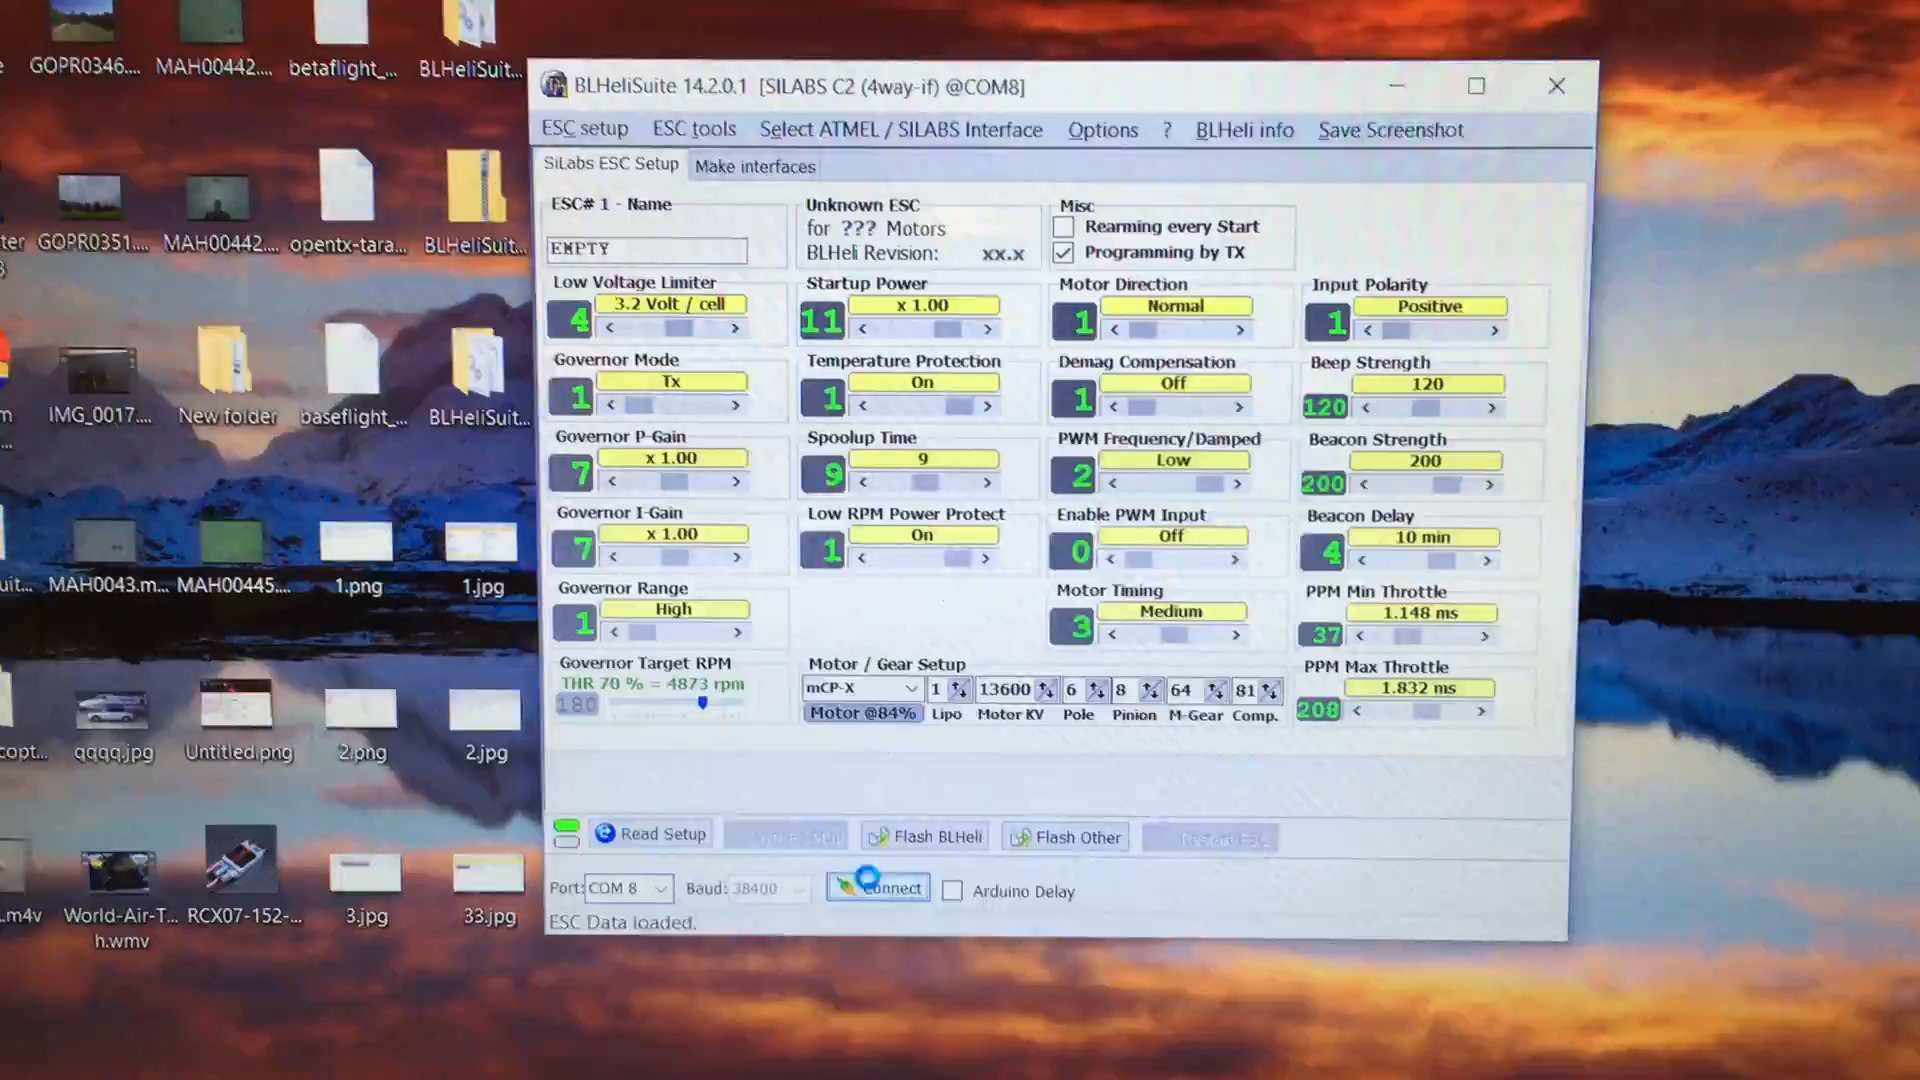 GOPR0346....
MAH00442....
betaflight_...
BLHeliSuit...
GOPR0351....
MAH00442....
opentx-tara...
BLHeliSuit...
IMG_0017....
New folder
baseflight_...
BLHeliSuit...
MAH0043.m...
MAH00445....
1.png
1.jpg
qqqq.jpg
Untitled.png
2.png
2.jpg
.m4v
World-Air-T...
h.wmv
RCX07-152-...
3.jpg
33.jpg
BLHeliSuite 14.2.0.1 [SILABS C2 (4way-if) @COM8]
ESC setup ESC tools Select ATMEL / SILABS Interface Options ? BLHeli info Save Screenshot
SiLabs ESC Setup Make interfaces
ESC# 1 - Name
EMPTY
Unknown ESC
for ??? Motors
BLHeli Revision: xx.x
Misc
Rearming every Start
Programming by TX
Low Voltage Limiter
3.2 Volt / cell
4
Startup Power
x 1.00
11
Motor Direction
Normal
1
Input Polarity
Positive
1
Governor Mode
Tx
1
Temperature Protection
On
1
Demag Compensation
Off
1
Beep Strength
120
120
Governor P-Gain
x 1.00
7
Spoolup Time
9
9
PWM Frequency/Damped
Low
2
Beacon Strength
200
200
Governor I-Gain
x 1.00
7
Low RPM Power Protect
On
1
Enable PWM Input
Off
0
Beacon Delay
10 min
4
Governor Range
High
1
Motor Timing
Medium
3
PPM Min Throttle
1.148 ms
37
Governor Target RPM
THR 70 % = 4873 rpm
180
Motor / Gear Setup
mCP-X 1 13600 6 8 64 81
Motor @84% Lipo Motor KV Pole Pinion M-Gear Comp.
PPM Max Throttle
1.832 ms
208
Read Setup Flash BLHeli Flash Other
Port: COM 8 Baud: 38400 Connect Arduino Delay
ESC Data loaded.